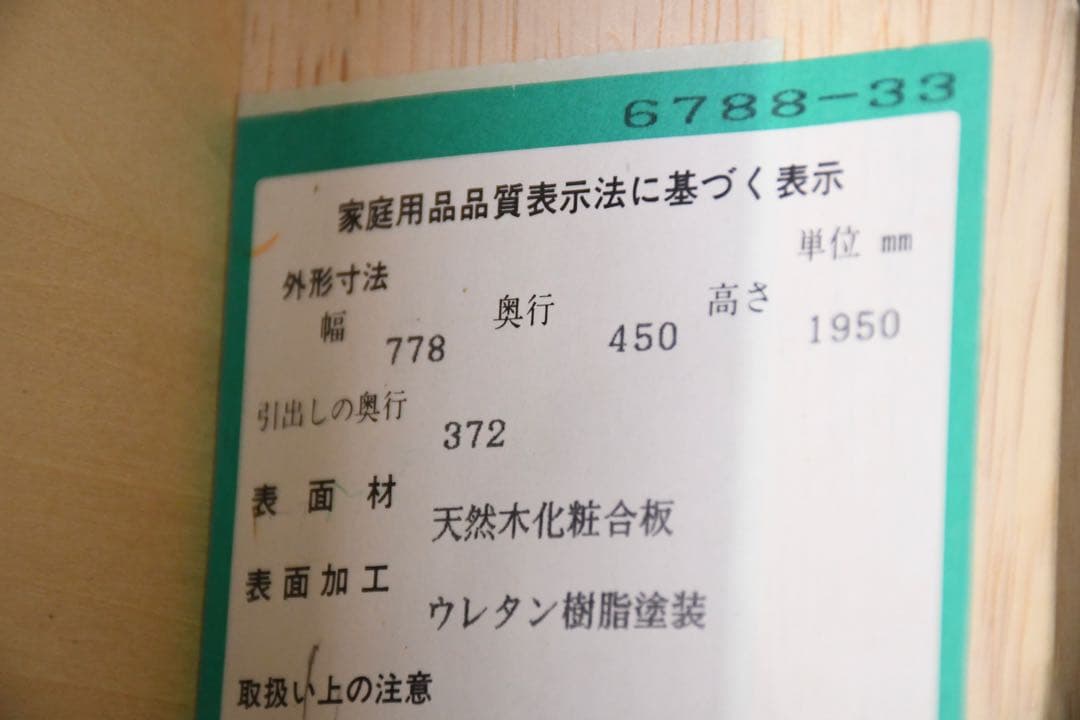 6788-33
家庭用品品質表示法に基づく表示
単位 mm
外形寸法
幅 778 奥行 450 高さ 1950
引出しの奥行 372
表面材 天然木化粧合板
表面加工 ウレタン樹脂塗装
取扱い上の注意